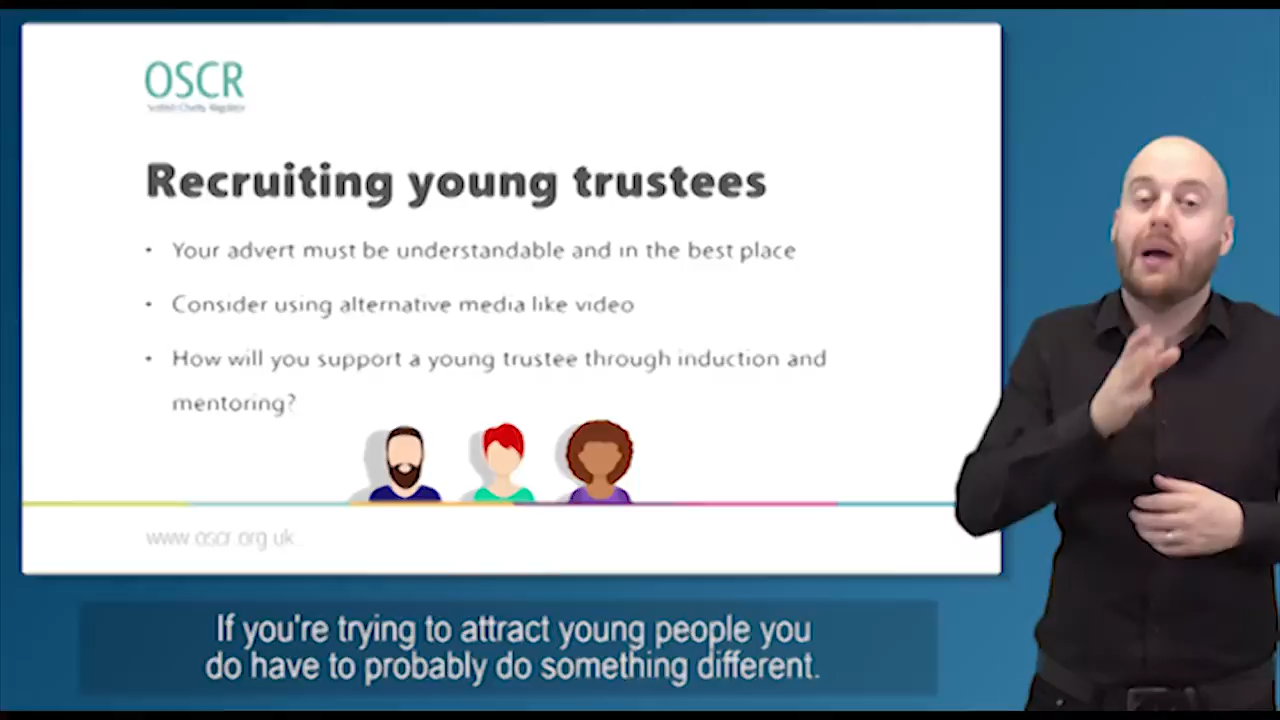 OSCR
Scottish Charity Regulator
Recruiting young trustees
• Your advert must be understandable and in the best place
• Consider using alternative media like video
• How will you support a young trustee through induction and
mentoring?
www.oscr.org.uk
If you're trying to attract young people you
do have to probably do something different.